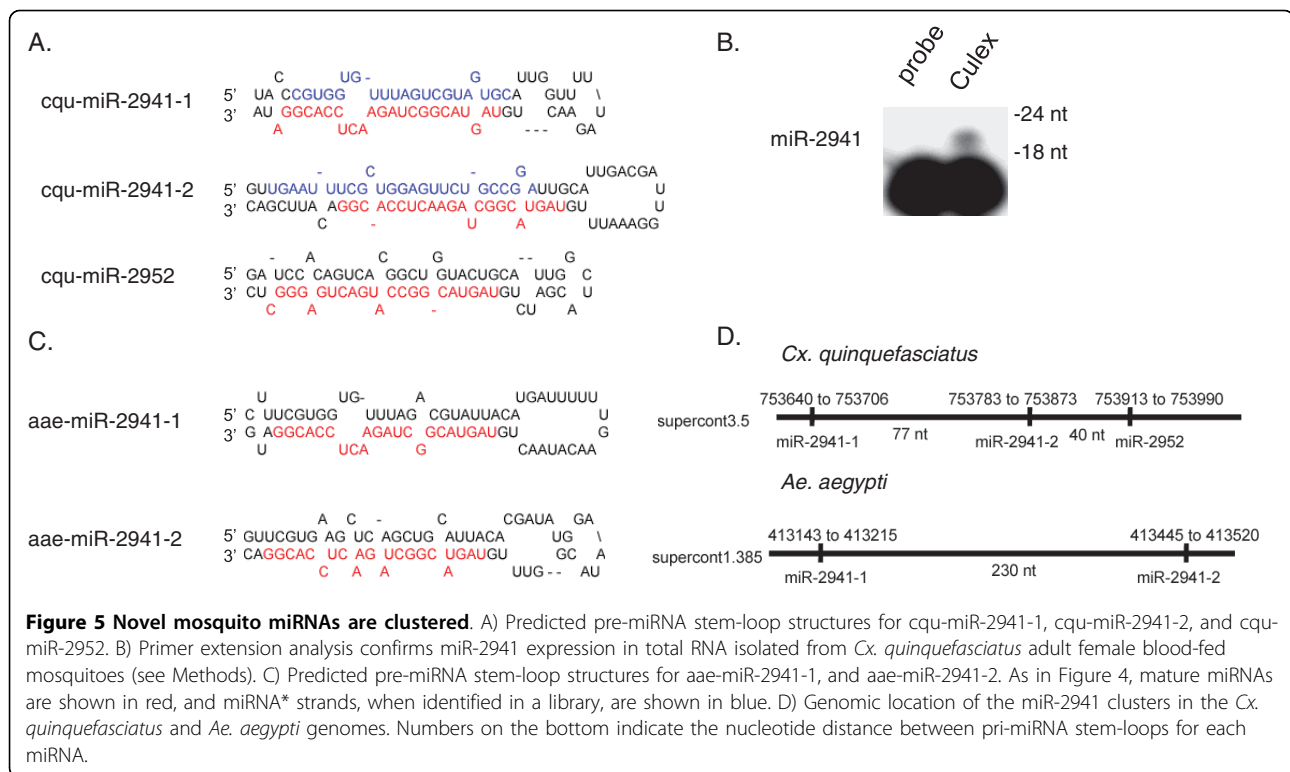 A.
C UG - G UUG UU
5' UA CCGUGG UUUAGUCGUA UGCA GUU \
cqu-miR-2941-1
3' AU GGCACC AGAUCGGCAU AUGU CAA U
A UCA G - - - GA
- C - G UUGACGA
5' GUUGAAU UUCG UGGAGUUCU GCCG AUUGCA U
cqu-miR-2941-2
3' CAGCUUA AGGC ACCUCAAGA CGGC UGAUGU U
C - U A UUAAAGG
- A C G - - G
5' GA UCC CAGUCA GGCU GUACUGCA UUG C
cqu-miR-2952
3' CU GGG GUCAGU CCGG CAUGAUGU AGC U
C A A - CU A
B.
probe
Culex
miR-2941
-24 nt
-18 nt
C.
U UG- A UGAUUUUU
5' C UUCGUGG UUUAG CGUAUUACA U
aae-miR-2941-1
3' G AGGCACC AGAUC GCAUGAUGU G
U UCA G CAAUACAA
A C - C CGAUA GA
5' GUUCGUG AG UC AGCUG AUUACA UG \
aae-miR-2941-2
3' CAGGCAC UC AG UCGGC UGAUGU GC A
C A A A UUG- - AU
D.
Cx. quinquefasciatus
753640 to 753706 753783 to 753873 753913 to 753990
supercont3.5
miR-2941-1 77 nt miR-2941-2 40 nt miR-2952
Ae. aegypti
413143 to 413215 413445 to 413520
supercont1.385
miR-2941-1 230 nt miR-2941-2
Figure 5 Novel mosquito miRNAs are clustered. A) Predicted pre-miRNA stem-loop structures for cqu-miR-2941-1, cqu-miR-2941-2, and cqu-
miR-2952. B) Primer extension analysis confirms miR-2941 expression in total RNA isolated from Cx. quinquefasciatus adult female blood-fed
mosquitoes (see Methods). C) Predicted pre-miRNA stem-loop structures for aae-miR-2941-1, and aae-miR-2941-2. As in Figure 4, mature miRNAs
are shown in red, and miRNA* strands, when identified in a library, are shown in blue. D) Genomic location of the miR-2941 clusters in the Cx.
quinquefasciatus and Ae. aegypti genomes. Numbers on the bottom indicate the nucleotide distance between pri-miRNA stem-loops for each
miRNA.